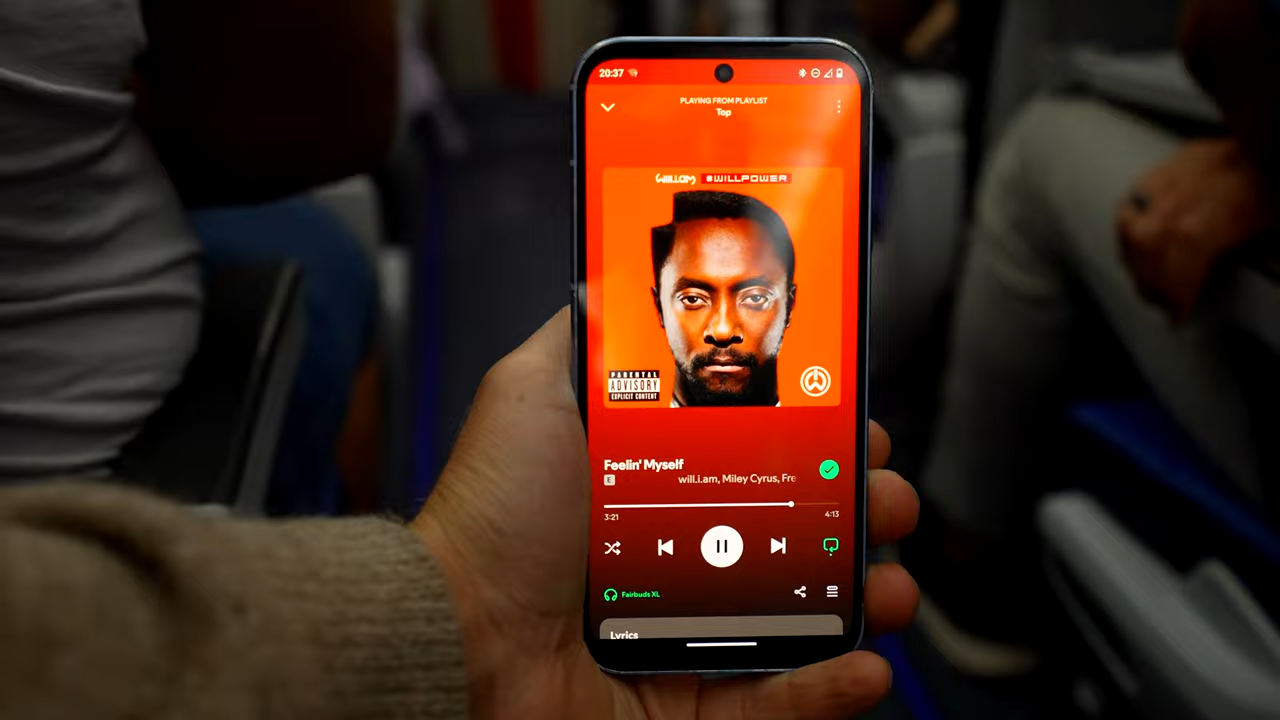 20:37
PLAYING FROM PLAYLIST
Top
will.i.am #WILLPOWER
PARENTAL
ADVISORY
EXPLICIT CONTENT
Feelin' Myself
E will.i.am, Miley Cyrus, Fre
3:21 4:13
Fairbuds XL
Lyrics